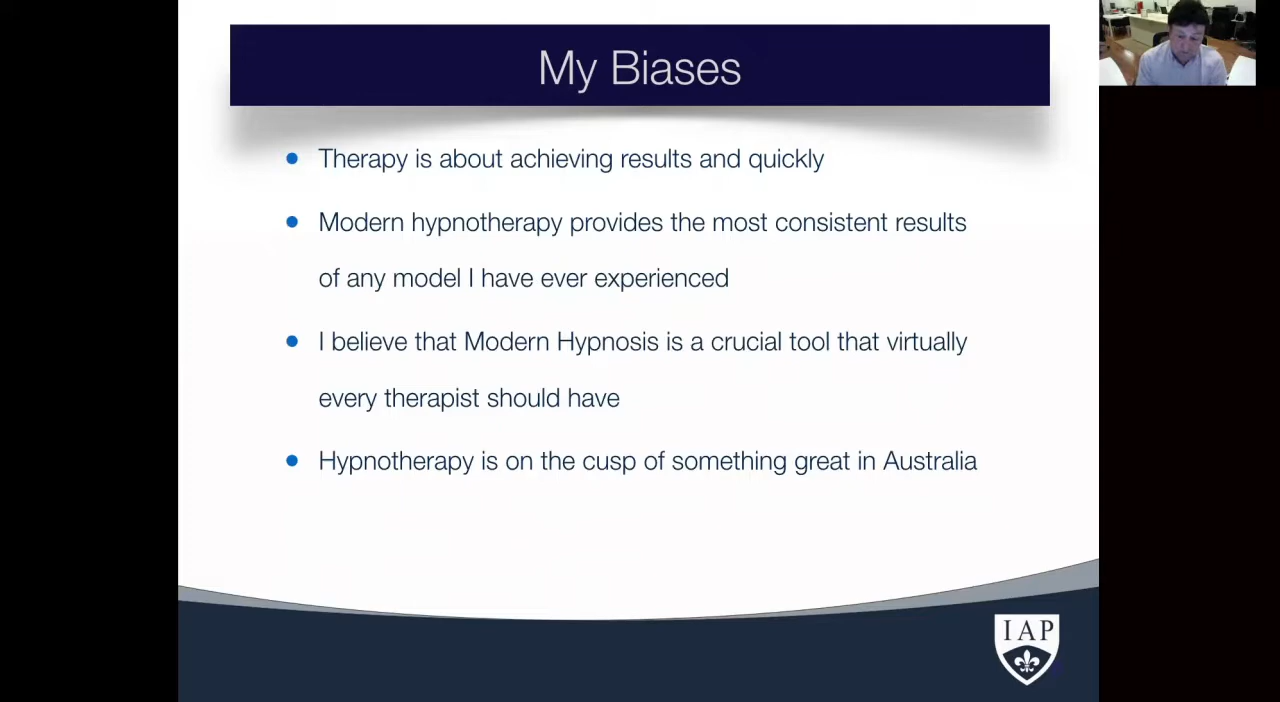 My Biases
Therapy is about achieving results and quickly
Modern hypnotherapy provides the most consistent results
of any model I have ever experienced
I believe that Modern Hypnosis is a crucial tool that virtually
every therapist should have
Hypnotherapy is on the cusp of something great in Australia
IAP